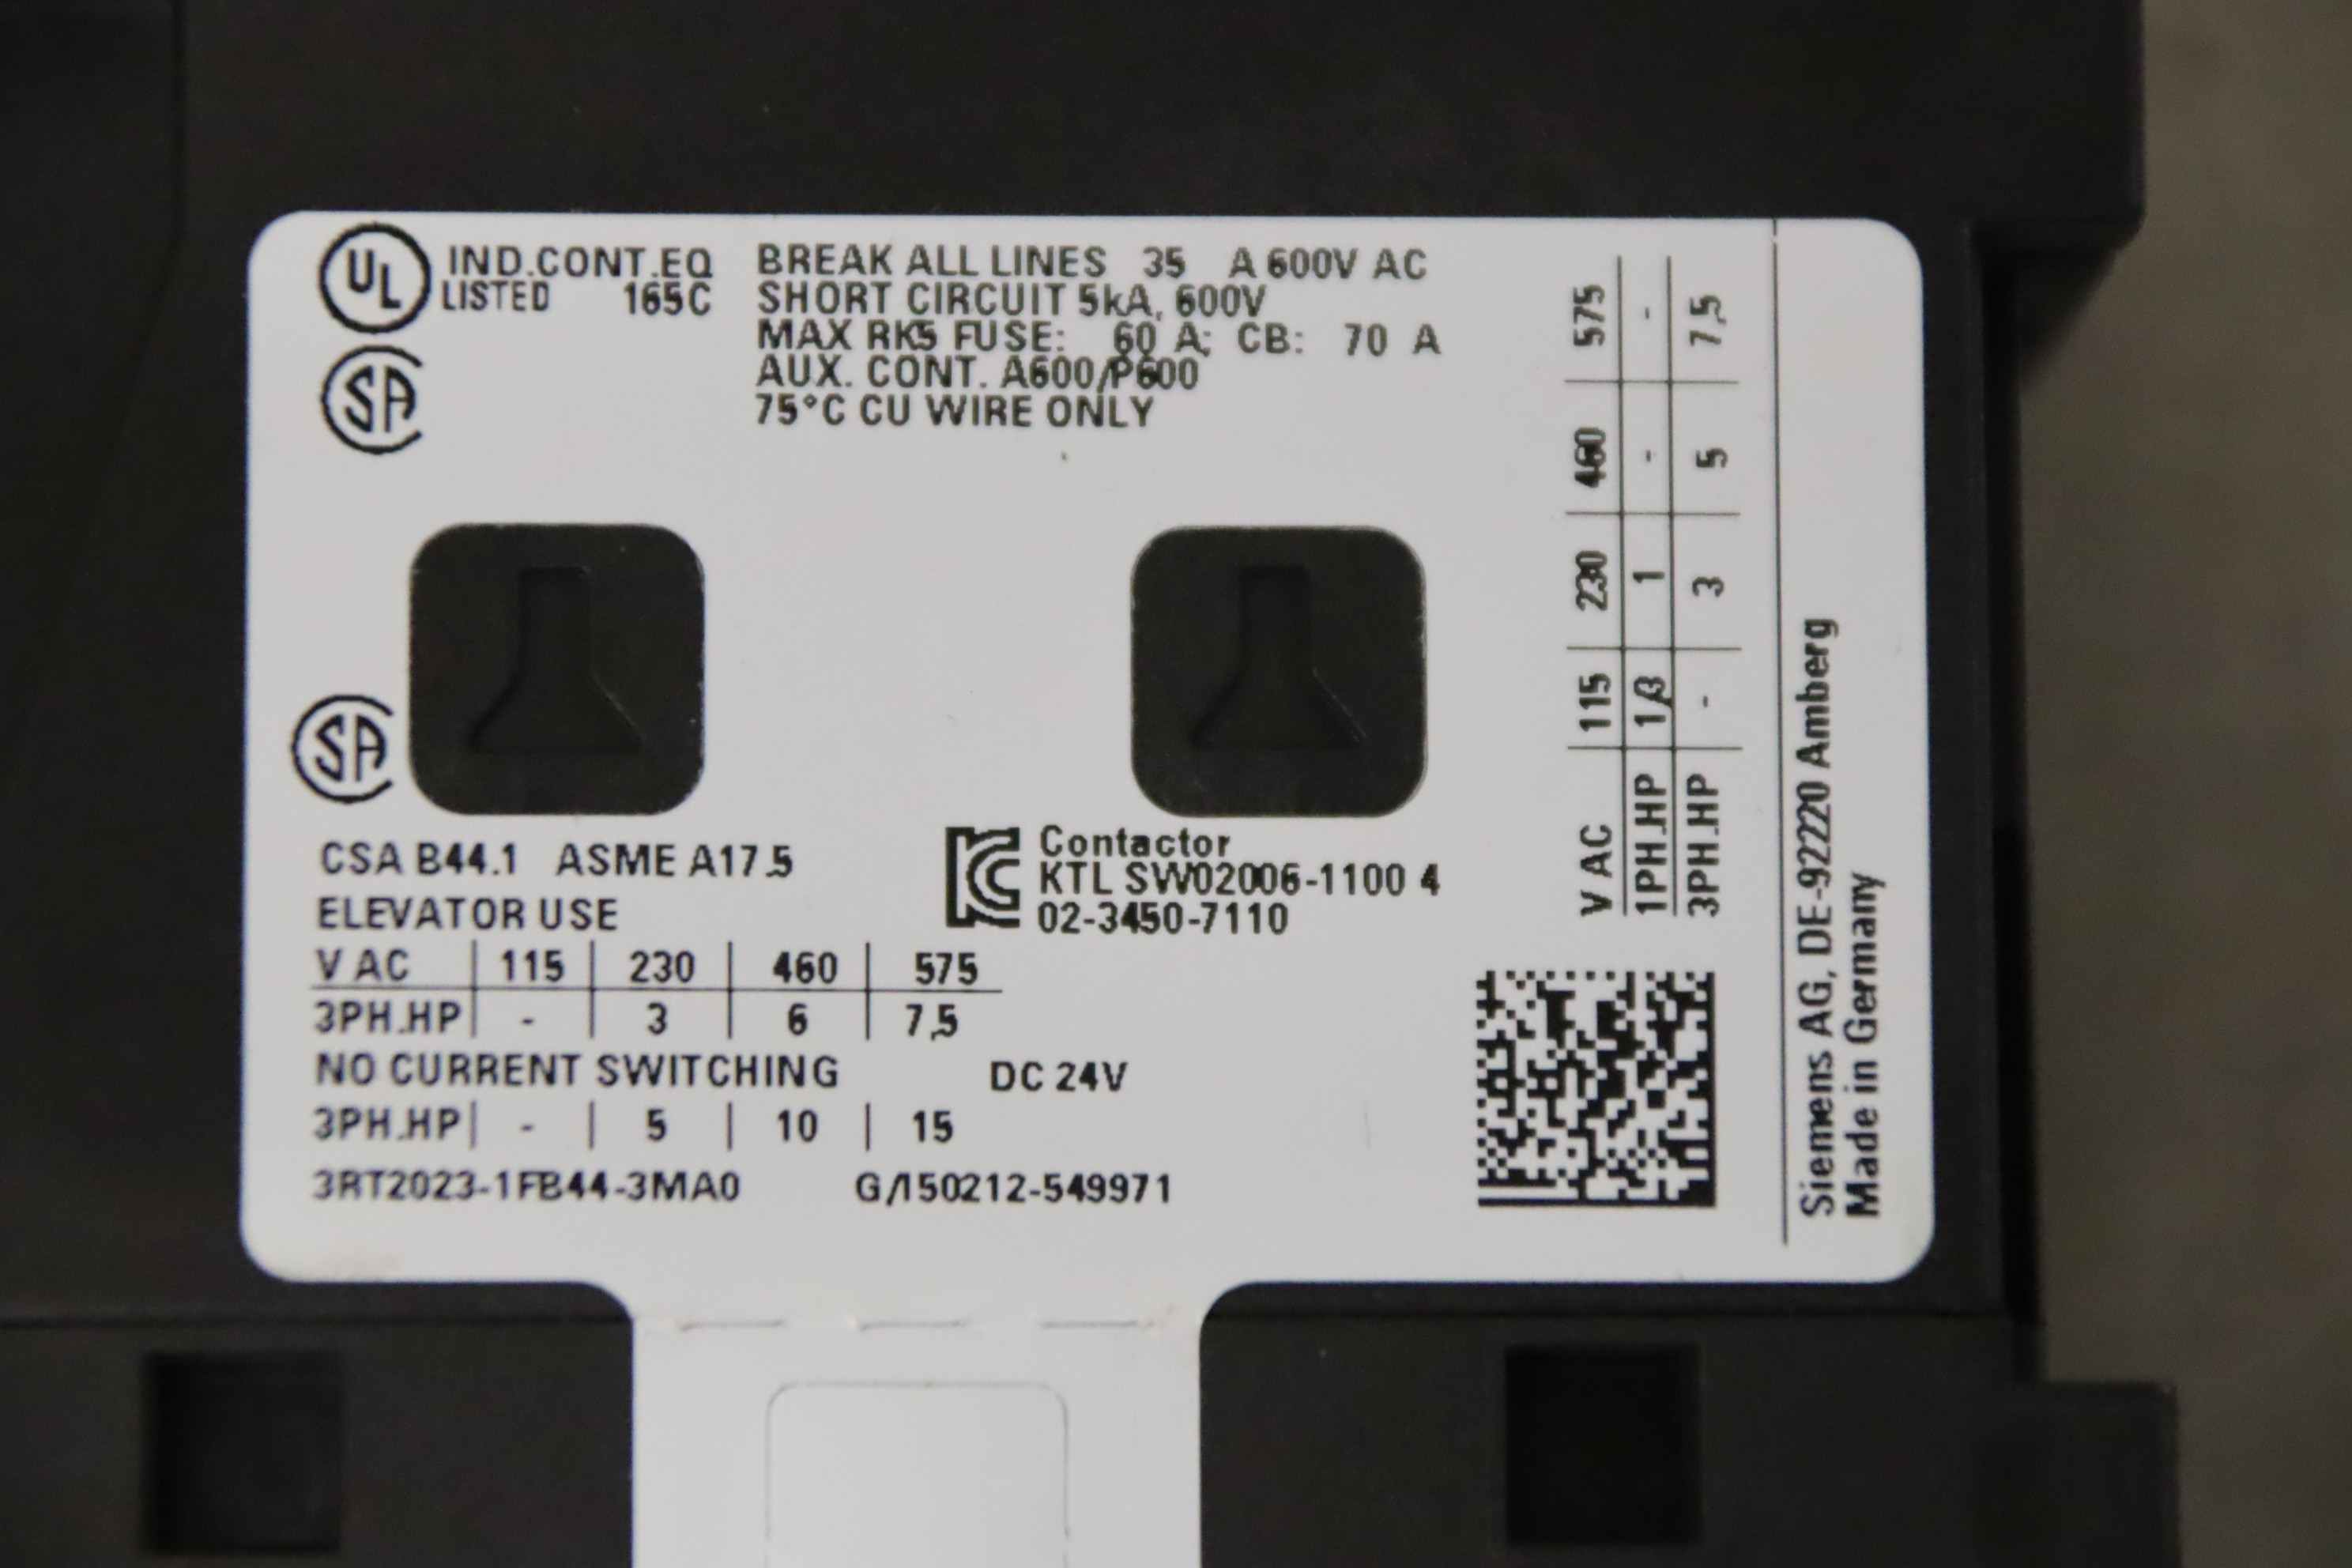 UL IND.CONT.EQ
LISTED 165C
BREAK ALL LINES 35 A 600V AC
SHORT CIRCUIT 5kA, 600V
MAX RK5 FUSE: 60 A; CB: 70 A
AUX. CONT. A600/P600
75°C CU WIRE ONLY
SA
SA
CSA B44.1 ASME A17.5
ELEVATOR USE
V AC | 115 | 230 | 460 | 575
3PH.HP | - | 3 | 6 | 7,5
NO CURRENT SWITCHING DC 24V
3PH.HP | - | 5 | 10 | 15
3RT2023-1FB44-3MA0 G/150212-549971
Contactor
KTL SW02006-1100 4
02-3450-7110
V AC 115 230 460 575
1PH.HP 1/3 1 - -
3PH.HP - 3 5 7,5
Siemens AG, DE-92220 Amberg
Made in Germany